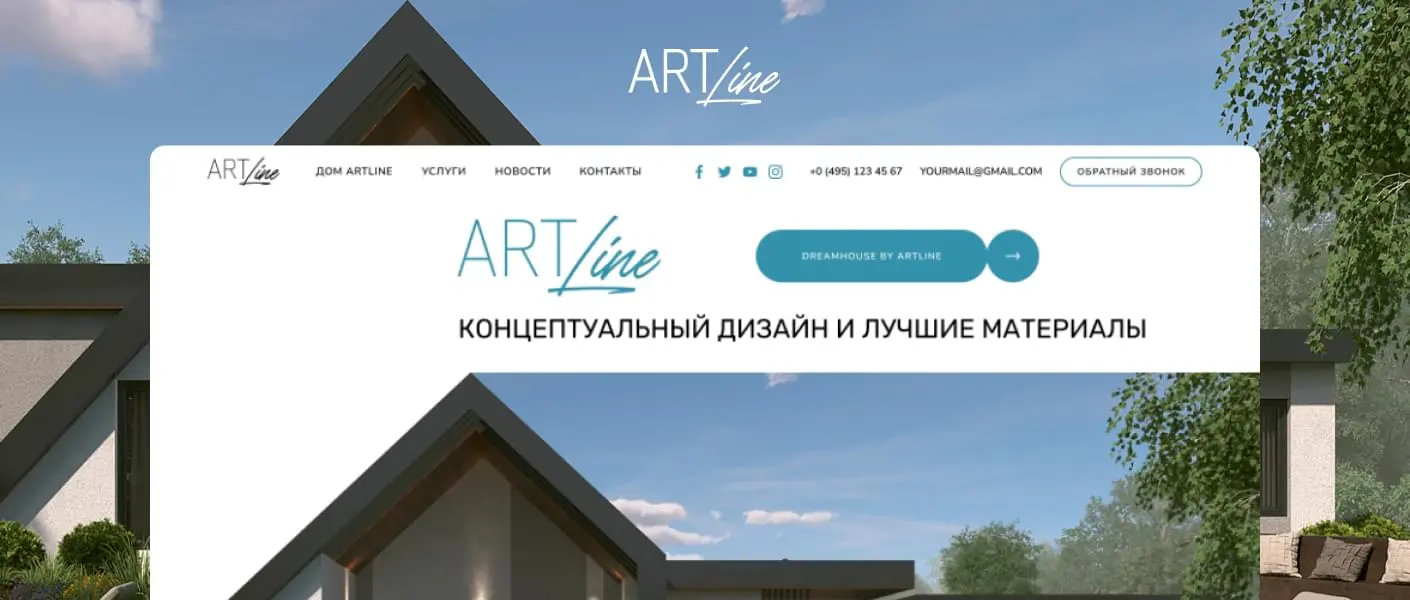 ARTLine
ARTLine ДОМ ARTLINE УСЛУГИ НОВОСТИ КОНТАКТЫ +0 (495) 123 45 67 YOURMAIL@GMAIL.COM ОБРАТНЫЙ ЗВОНОК
ARTLine DREAMHOUSE BY ARTLINE →
КОНЦЕПТУАЛЬНЫЙ ДИЗАЙН И ЛУЧШИЕ МАТЕРИАЛЫ